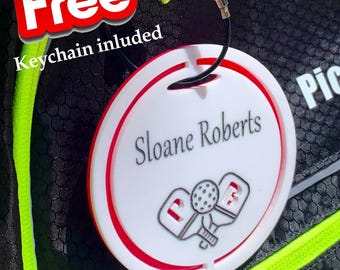 Free
Keychain inluded
Sloane Roberts
Pic
P P